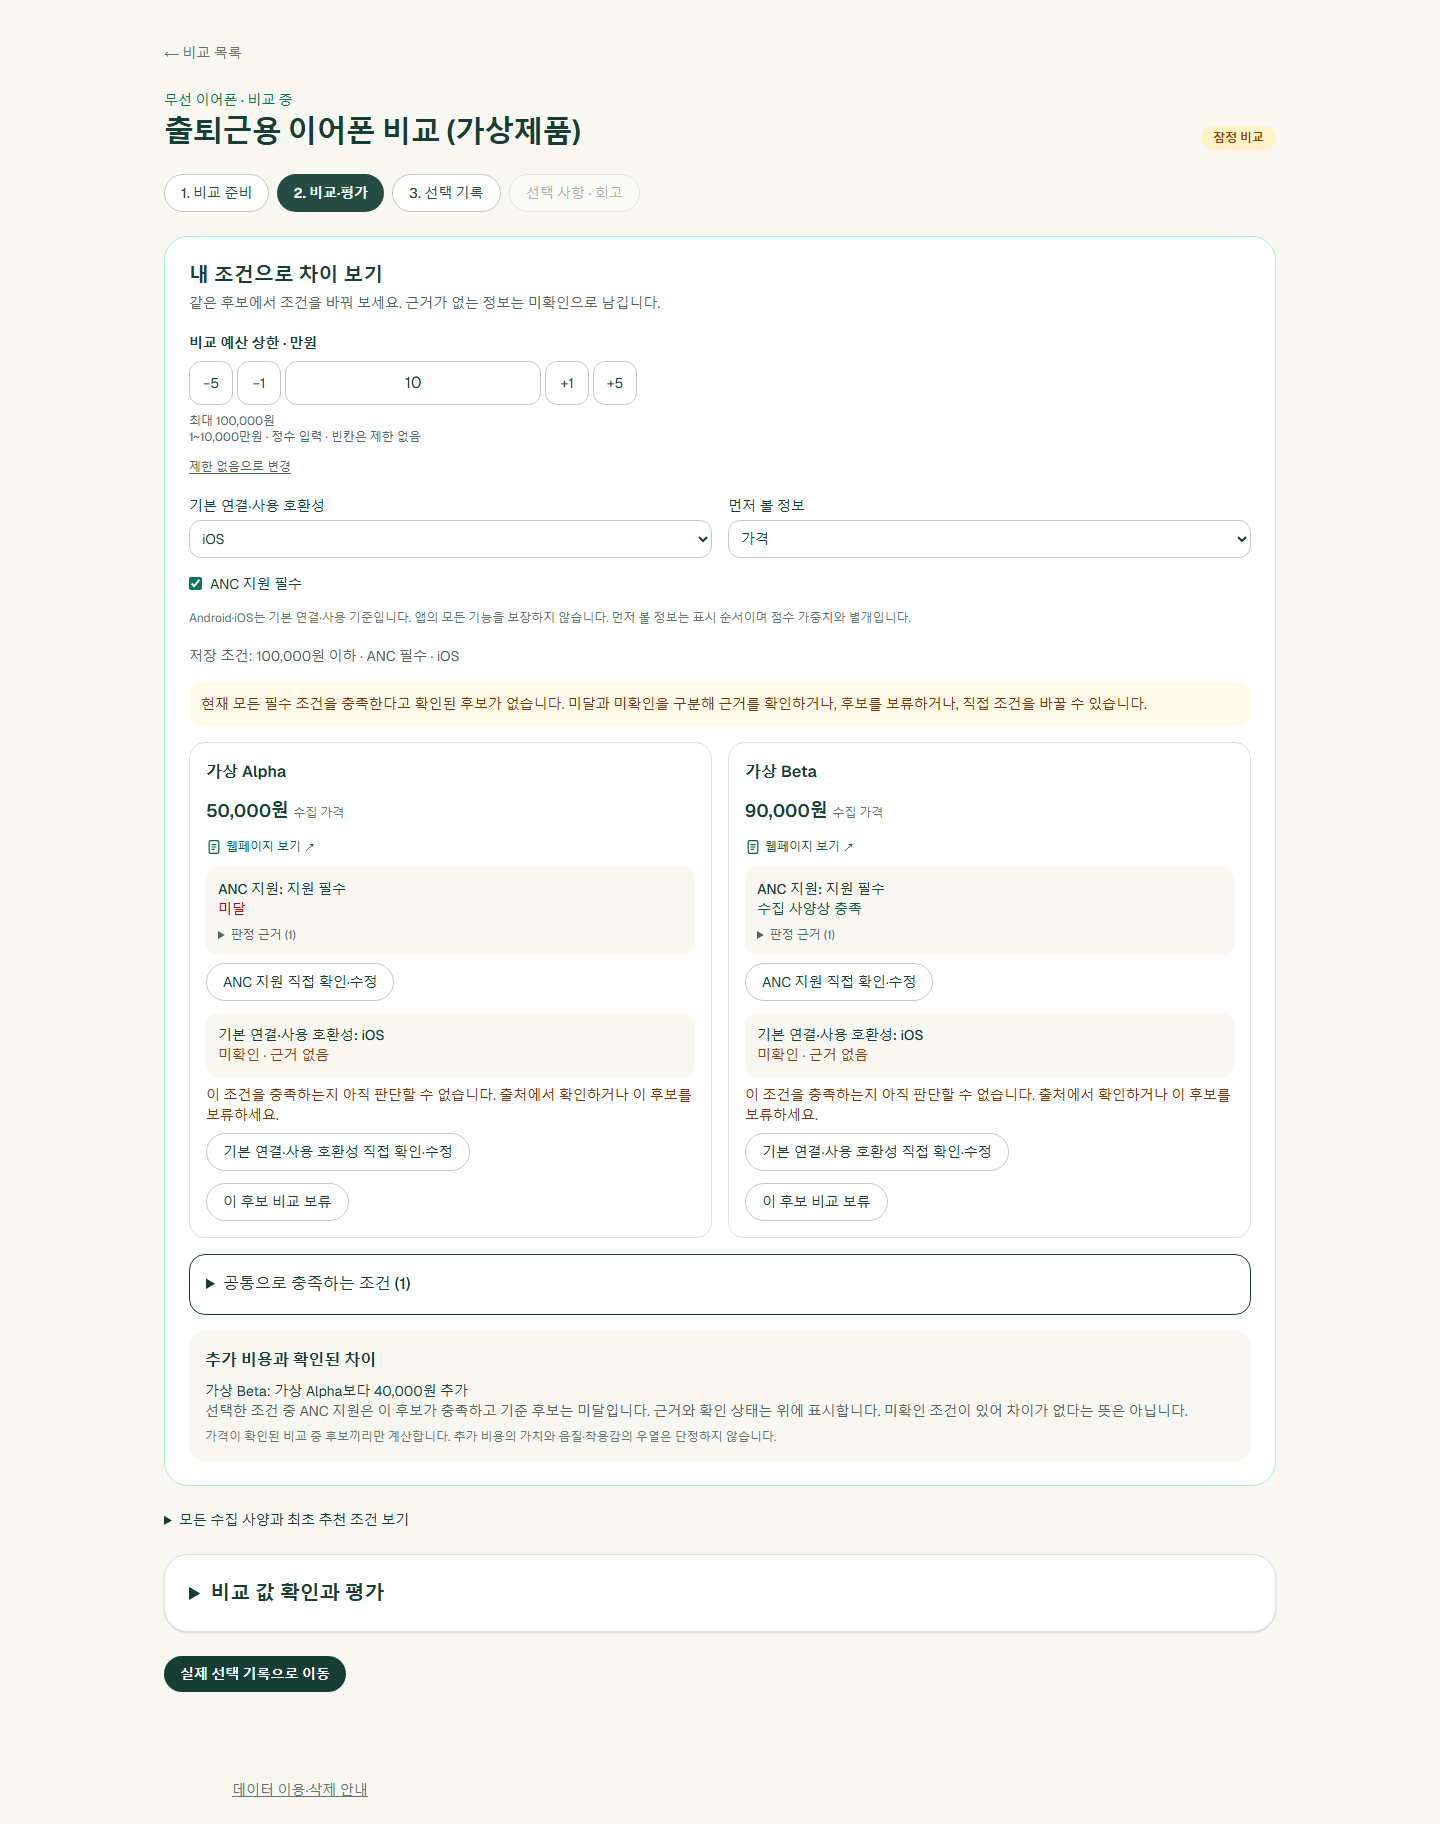 ← 비교 목록
무선 이어폰 · 비교 중
출퇴근용 이어폰 비교 (가상제품)
잠정 비교
1. 비교 준비
2. 비교·평가
3. 선택 기록
선택 사항 · 회고
내 조건으로 차이 보기
같은 후보에서 조건을 바꿔 보세요. 근거가 없는 정보는 미확인으로 남깁니다.
비교 예산 상한 · 만원
−5
−1
10
+1
+5
최대 100,000원
1~10,000만원 · 정수 입력 · 빈칸은 제한 없음
제한 없음으로 변경
기본 연결·사용 호환성
먼저 볼 정보
iOS
가격
ANC 지원 필수
Android·iOS는 기본 연결·사용 기준입니다. 앱의 모든 기능을 보장하지 않습니다. 먼저 볼 정보는 표시 순서이며 점수 가중치와 별개입니다.
저장 조건: 100,000원 이하 · ANC 필수 · iOS
현재 모든 필수 조건을 충족한다고 확인된 후보가 없습니다. 미달과 미확인을 구분해 근거를 확인하거나, 후보를 보류하거나, 직접 조건을 바꿀 수 있습니다.
가상 Alpha
50,000원 수집 가격
웹페이지 보기 ↗
ANC 지원: 지원 필수
미달
▶ 판정 근거 (1)
ANC 지원 직접 확인·수정
기본 연결·사용 호환성: iOS
미확인 · 근거 없음
이 조건을 충족하는지 아직 판단할 수 없습니다. 출처에서 확인하거나 이 후보를
보류하세요.
기본 연결·사용 호환성 직접 확인·수정
이 후보 비교 보류
가상 Beta
90,000원 수집 가격
웹페이지 보기 ↗
ANC 지원: 지원 필수
수집 사양상 충족
▶ 판정 근거 (1)
ANC 지원 직접 확인·수정
기본 연결·사용 호환성: iOS
미확인 · 근거 없음
이 조건을 충족하는지 아직 판단할 수 없습니다. 출처에서 확인하거나 이 후보를
보류하세요.
기본 연결·사용 호환성 직접 확인·수정
이 후보 비교 보류
▶ 공통으로 충족하는 조건 (1)
추가 비용과 확인된 차이
가상 Beta: 가상 Alpha보다 40,000원 추가
선택한 조건 중 ANC 지원은 이 후보가 충족하고 기준 후보는 미달입니다. 근거와 확인 상태는 위에 표시합니다. 미확인 조건이 있어 차이가 없다는 뜻은 아닙니다.
가격이 확인된 비교 중 후보끼리만 계산합니다. 추가 비용의 가치와 음질·착용감의 우열은 단정하지 않습니다.
▶ 모든 수집 사양과 최초 추천 조건 보기
▶ 비교 값 확인과 평가
실제 선택 기록으로 이동
데이터 이용·삭제 안내